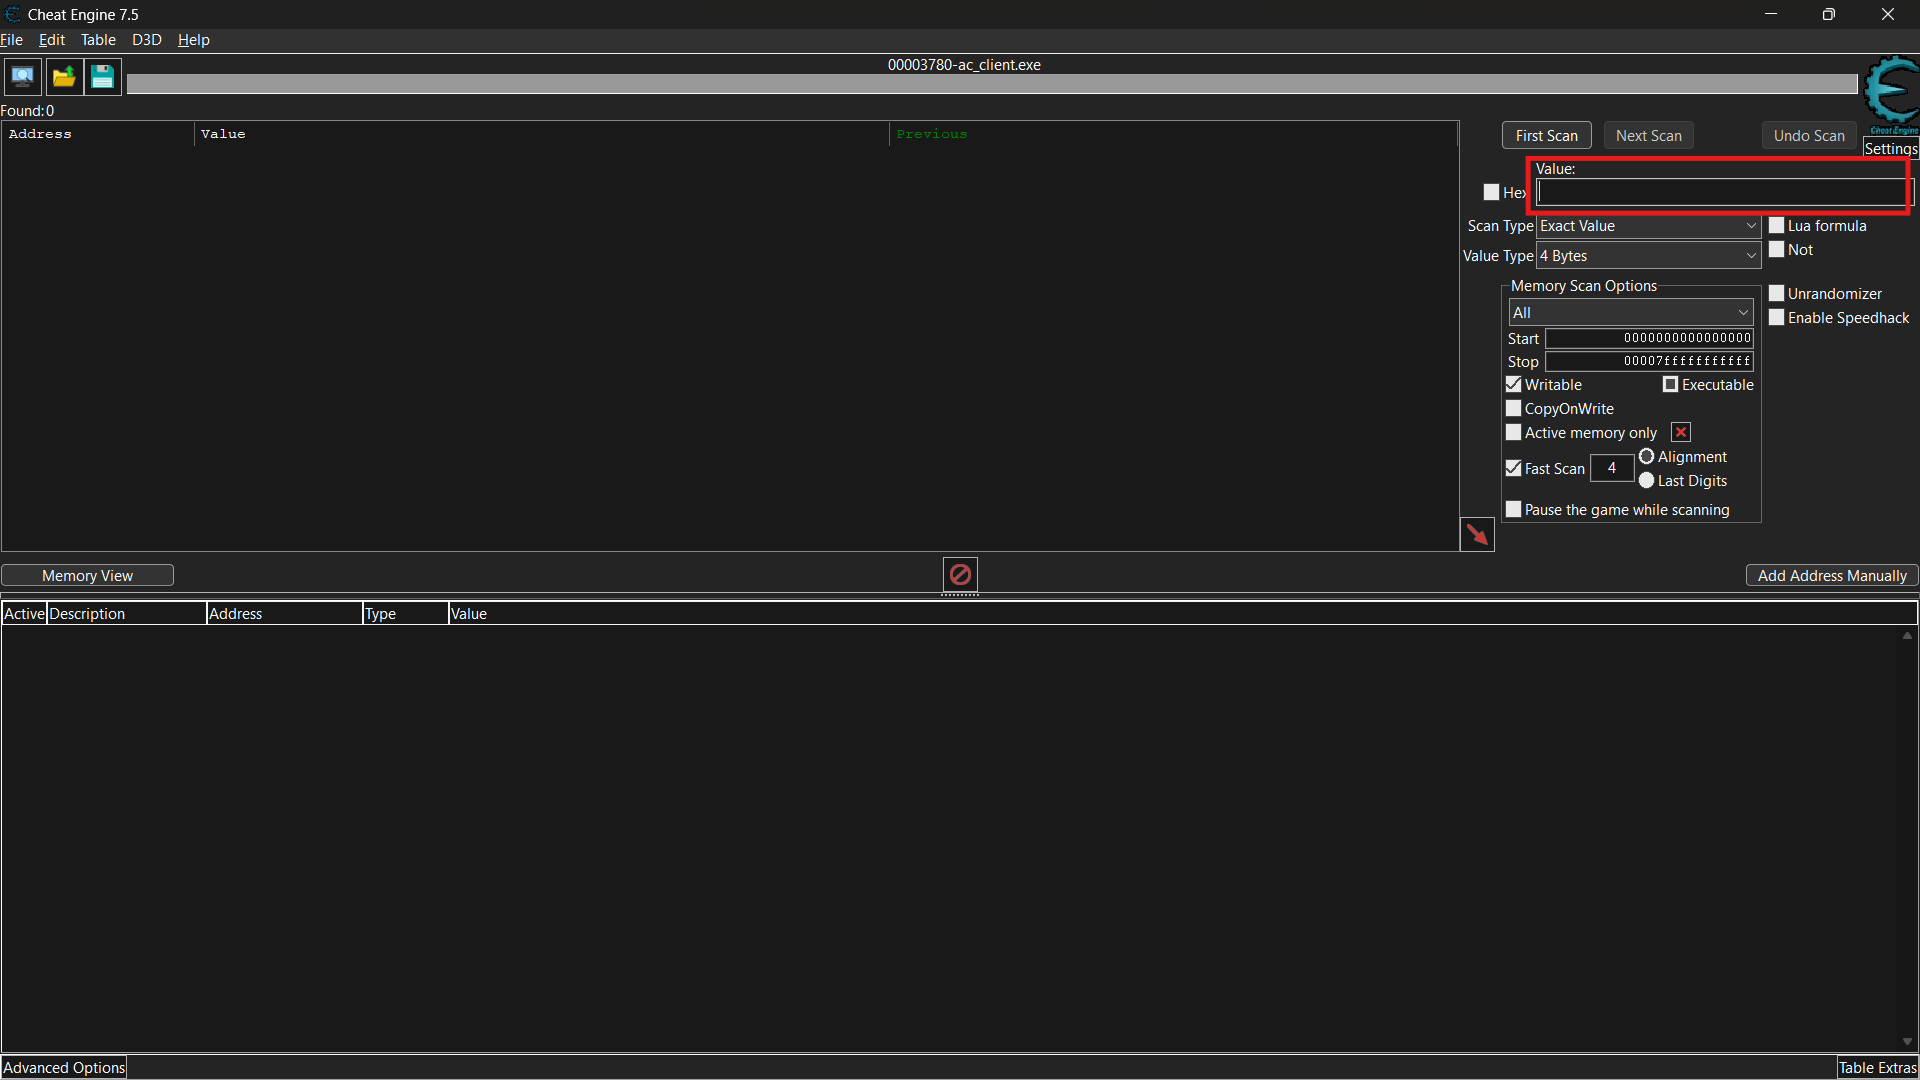 Cheat Engine 7.5
File Edit Table D3D Help
00003780-ac_client.exe
Found: 0
Cheat Engine
Address Value Previous
First Scan Next Scan Undo Scan
Settings
Value:
Hex
Scan Type Exact Value Lua formula
Not
Value Type 4 Bytes
Memory Scan Options
Unrandomizer
All
Enable Speedhack
Start 0000000000000000
Stop 00007fffffffffff
Writable Executable
CopyOnWrite
Active memory only
Fast Scan 4 Alignment
Last Digits
Pause the game while scanning
Memory View Add Address Manually
Active Description Address Type Value
Advanced Options Table Extras